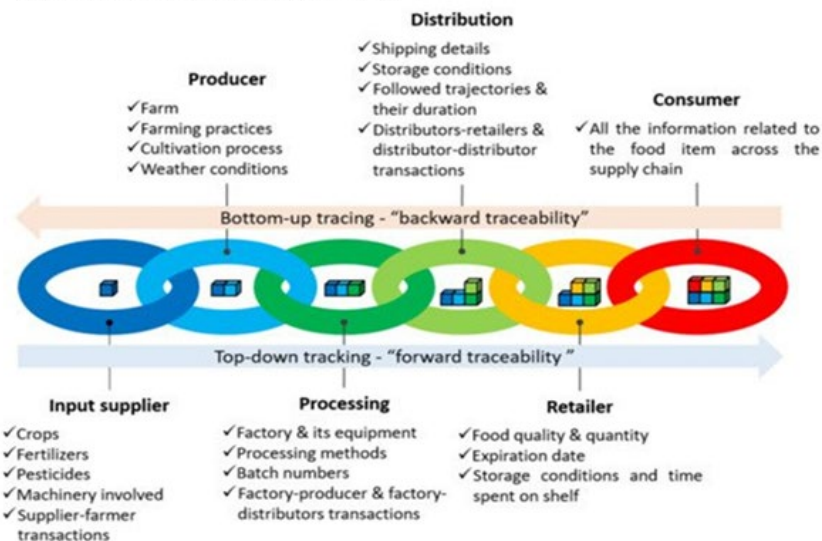 Distribution
✓Shipping details
✓Storage conditions
✓Followed trajectories &
their duration
✓Distributors-retailers &
distributor-distributor
transactions
Producer
✓Farm
✓Farming practices
✓Cultivation process
✓Weather conditions
Consumer
✓All the information related to
the food item across the
supply chain
Bottom-up tracing - “backward traceability”
Top-down tracking - “forward traceability ”
Input supplier
✓Crops
✓Fertilizers
✓Pesticides
✓Machinery involved
✓Supplier-farmer
transactions
Processing
✓Factory & its equipment
✓Processing methods
✓Batch numbers
✓Factory-producer & factory-
distributors transactions
Retailer
✓Food quality & quantity
✓Expiration date
✓Storage conditions and time
spent on shelf